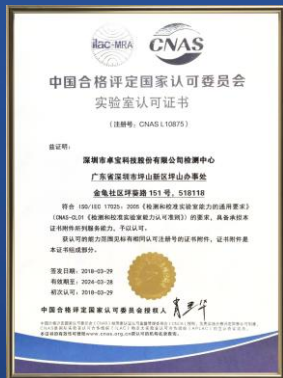 ilac-MRA
CNAS
中国合格评定国家认可委员会
实验室认可证书
（注册号：CNAS L10875）
兹证明：
深圳市卓宝科技股份有限公司检测中心
广东省深圳市坪山新区坪山办事处
金龟社区坪葵路 151 号，518118
符合 ISO/IEC 17025：2005《检测和校准实验室能力的通用要求》
（CNAS-CL01《检测和校准实验室能力认可准则》）的要求，具备承担本
证书附件所列服务能力，予以认可。
获认可的能力范围见标有相同认可注册号的证书附件，证书附件是
本证书组成部分。
签发日期：2018-03-29
有效期至：2024-03-28
初次认可：2018-03-29
中国合格评定国家认可委员会授权人